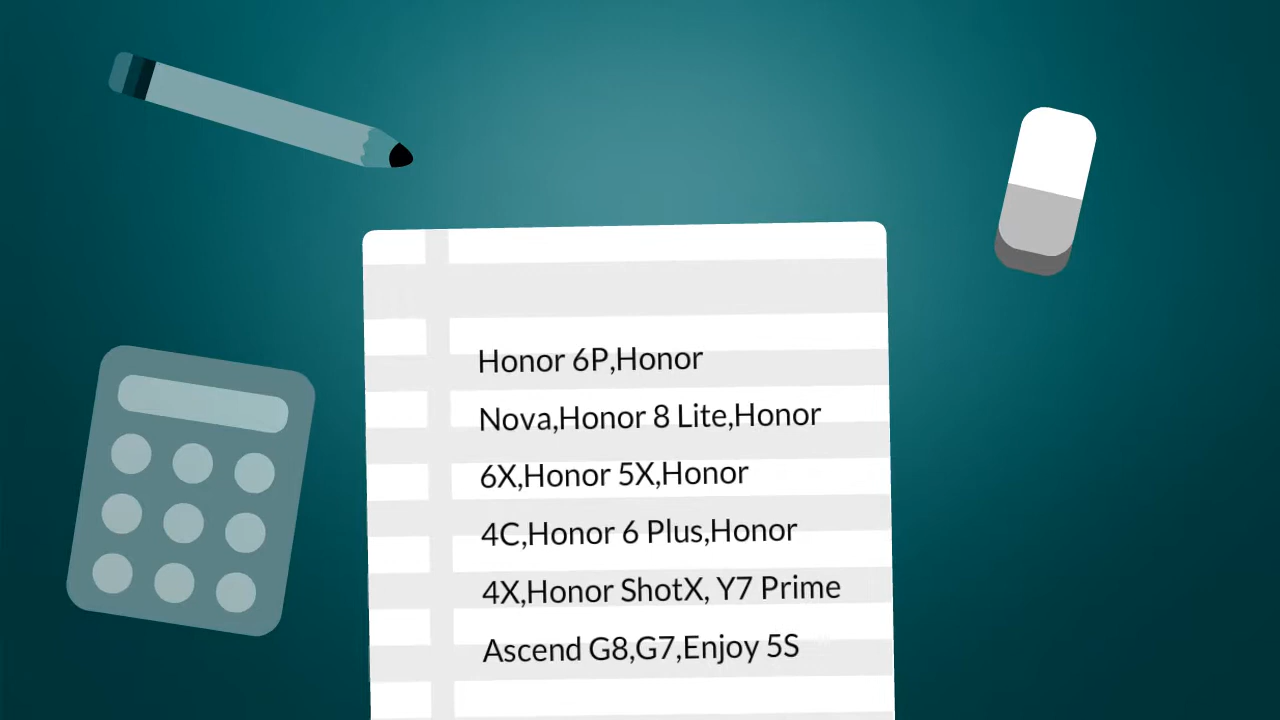 Honor 6P,Honor
Nova,Honor 8 Lite,Honor
6X,Honor 5X,Honor
4C,Honor 6 Plus,Honor
4X,Honor ShotX, Y7 Prime
Ascend G8,G7,Enjoy 5S